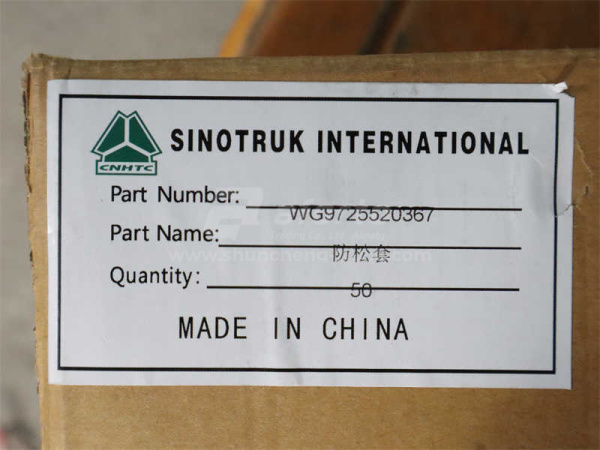 SINOTRUK INTERNATIONAL
CNHTC
Part Number: WG9725520367
Part Name: 防松套
Quantity: 50
MADE IN CHINA